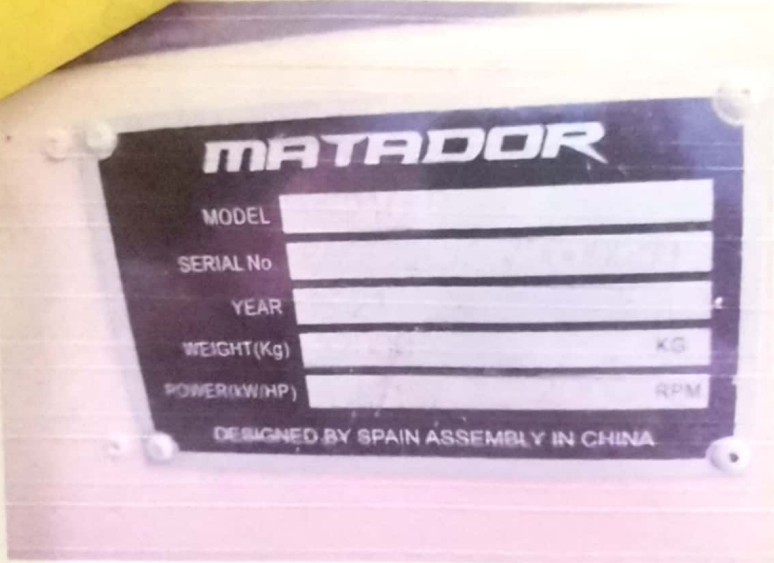 MATADOR
MODEL
SERIAL No
YEAR
WEIGHT(Kg) KG
POWER(kW/HP) RPM
DESIGNED BY SPAIN ASSEMBLY IN CHINA